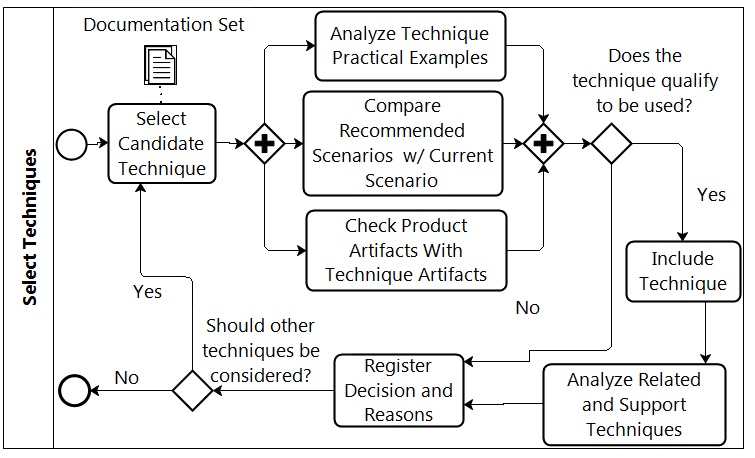 Select Techniques
Documentation Set
Select
Candidate
Technique
Analyze Technique
Practical Examples
Compare
Recommended
Scenarios w/ Current
Scenario
Check Product
Artifacts With
Technique Artifacts
Does the
technique qualify
to be used?
Yes
Include
Technique
No
Analyze Related
and Support
Techniques
Register
Decision and
Reasons
Should other
techniques be
considered?
Yes
No